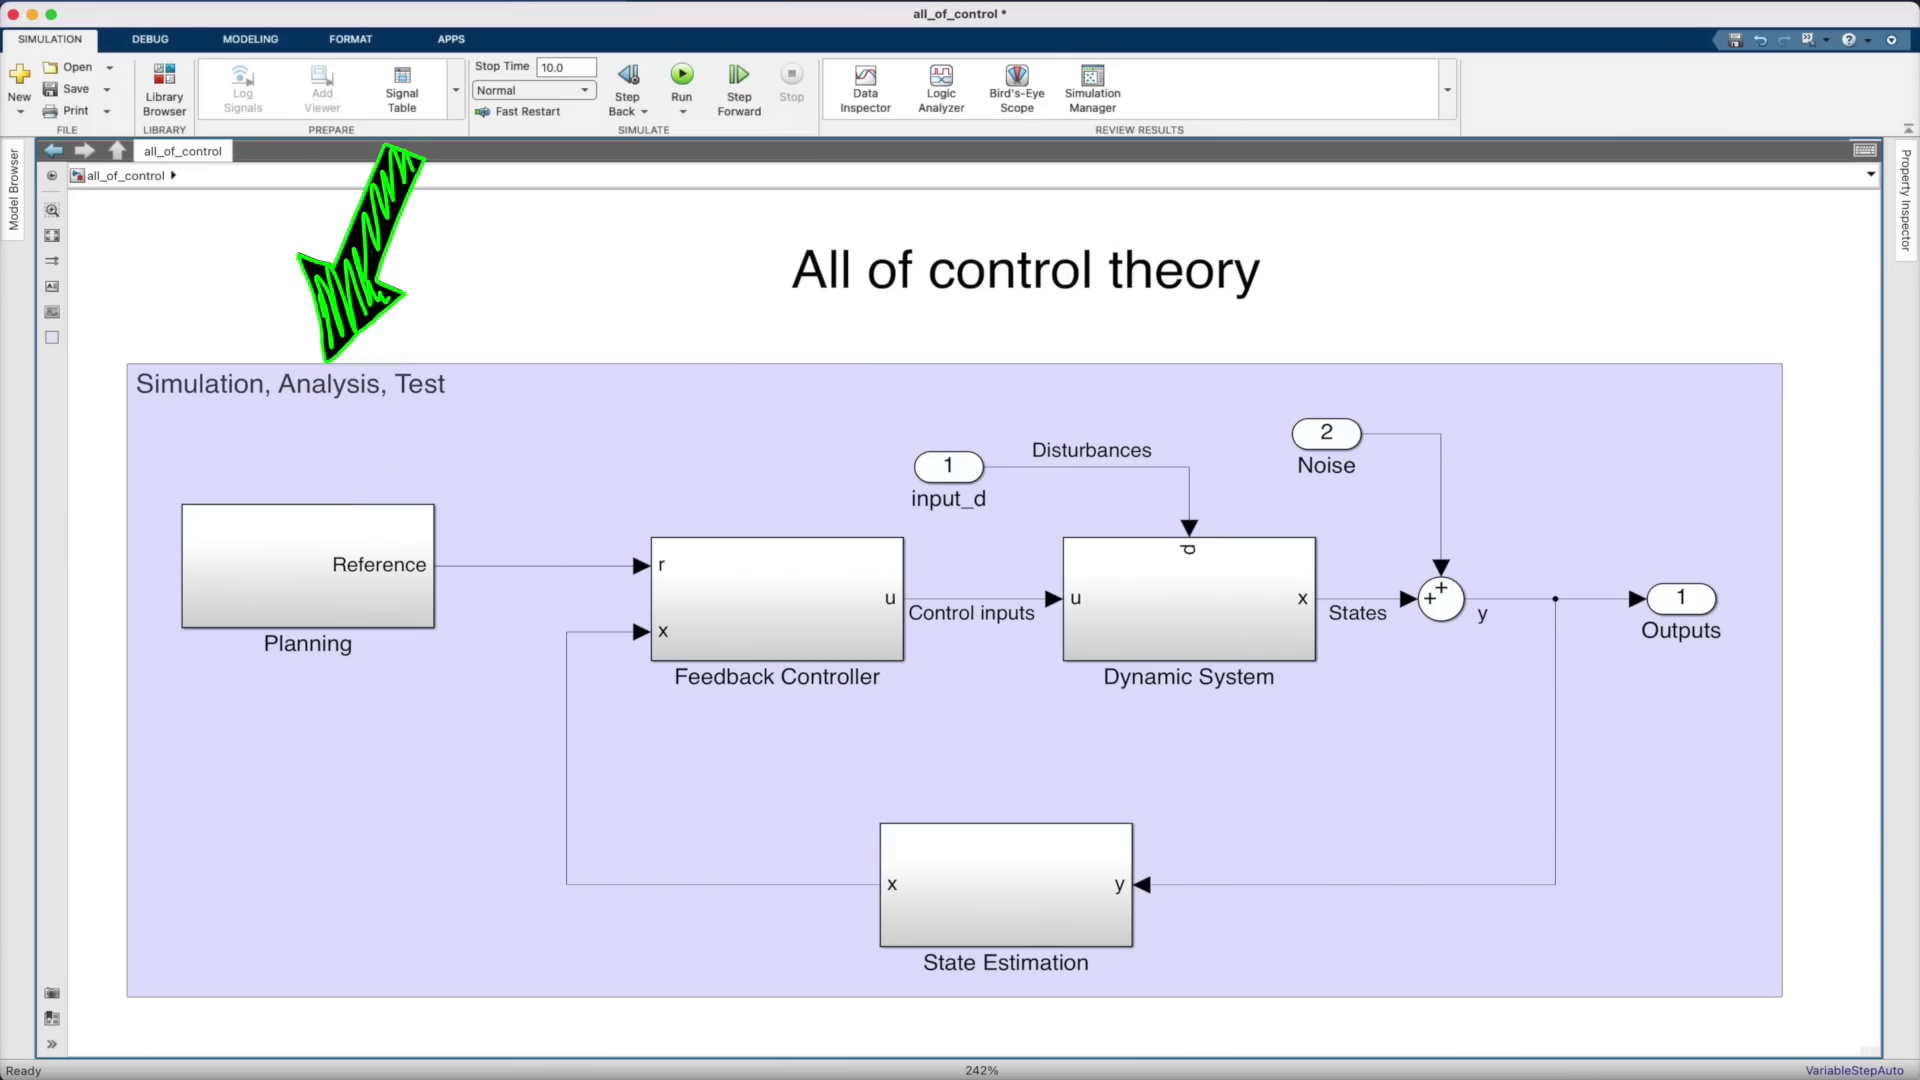 all_of_control *
SIMULATION DEBUG MODELING FORMAT APPS
New
Open
Save
Print
FILE
Library Browser
LIBRARY
Log Signals
Add Viewer
Signal Table
PREPARE
Stop Time 10.0
Normal
Fast Restart
Step Back
Run
Step Forward
Stop
SIMULATE
Data Inspector
Logic Analyzer
Bird's-Eye Scope
Simulation Manager
REVIEW RESULTS
Model Browser
all_of_control
all_of_control
Property Inspector
All of control theory
Simulation, Analysis, Test
2
Noise
Disturbances
1
input_d
d
Reference
Planning
r
x
u
Feedback Controller
Control inputs
u
x
Dynamic System
States
+
+
y
1
Outputs
x
y
State Estimation
Ready
242%
VariableStepAuto